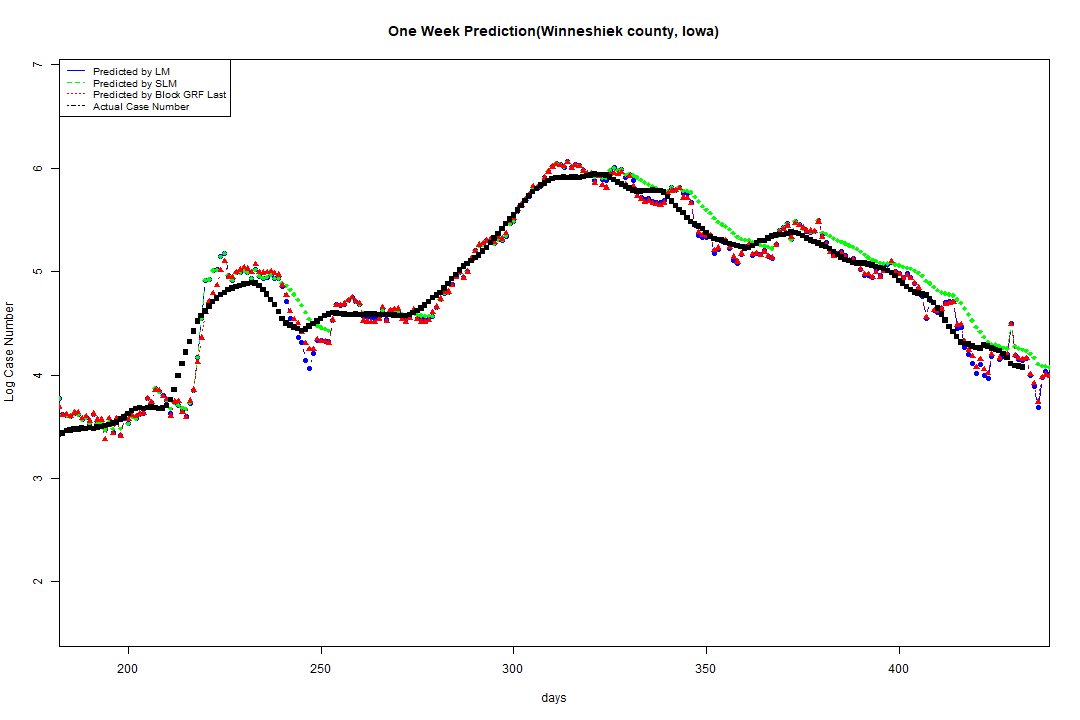 One Week Prediction(Winneshiek county, Iowa)
Predicted by LM
Predicted by SLM
Predicted by Block GRF Last
Actual Case Number
7
6
5
4
3
2
Log Case Number
200 250 300 350 400
days